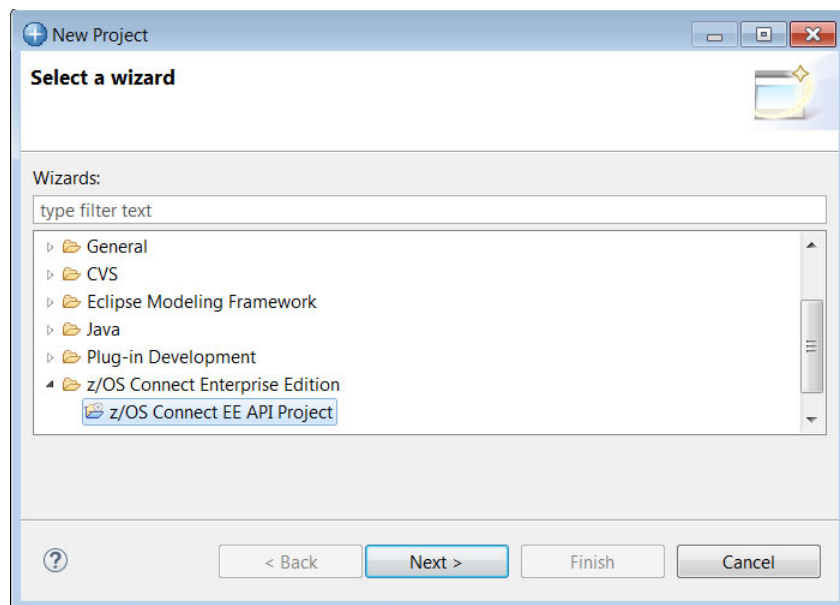 New Project
Select a wizard
Wizards:
type filter text
General
CVS
Eclipse Modeling Framework
Java
Plug-in Development
z/OS Connect Enterprise Edition
z/OS Connect EE API Project
?
< Back
Next >
Finish
Cancel